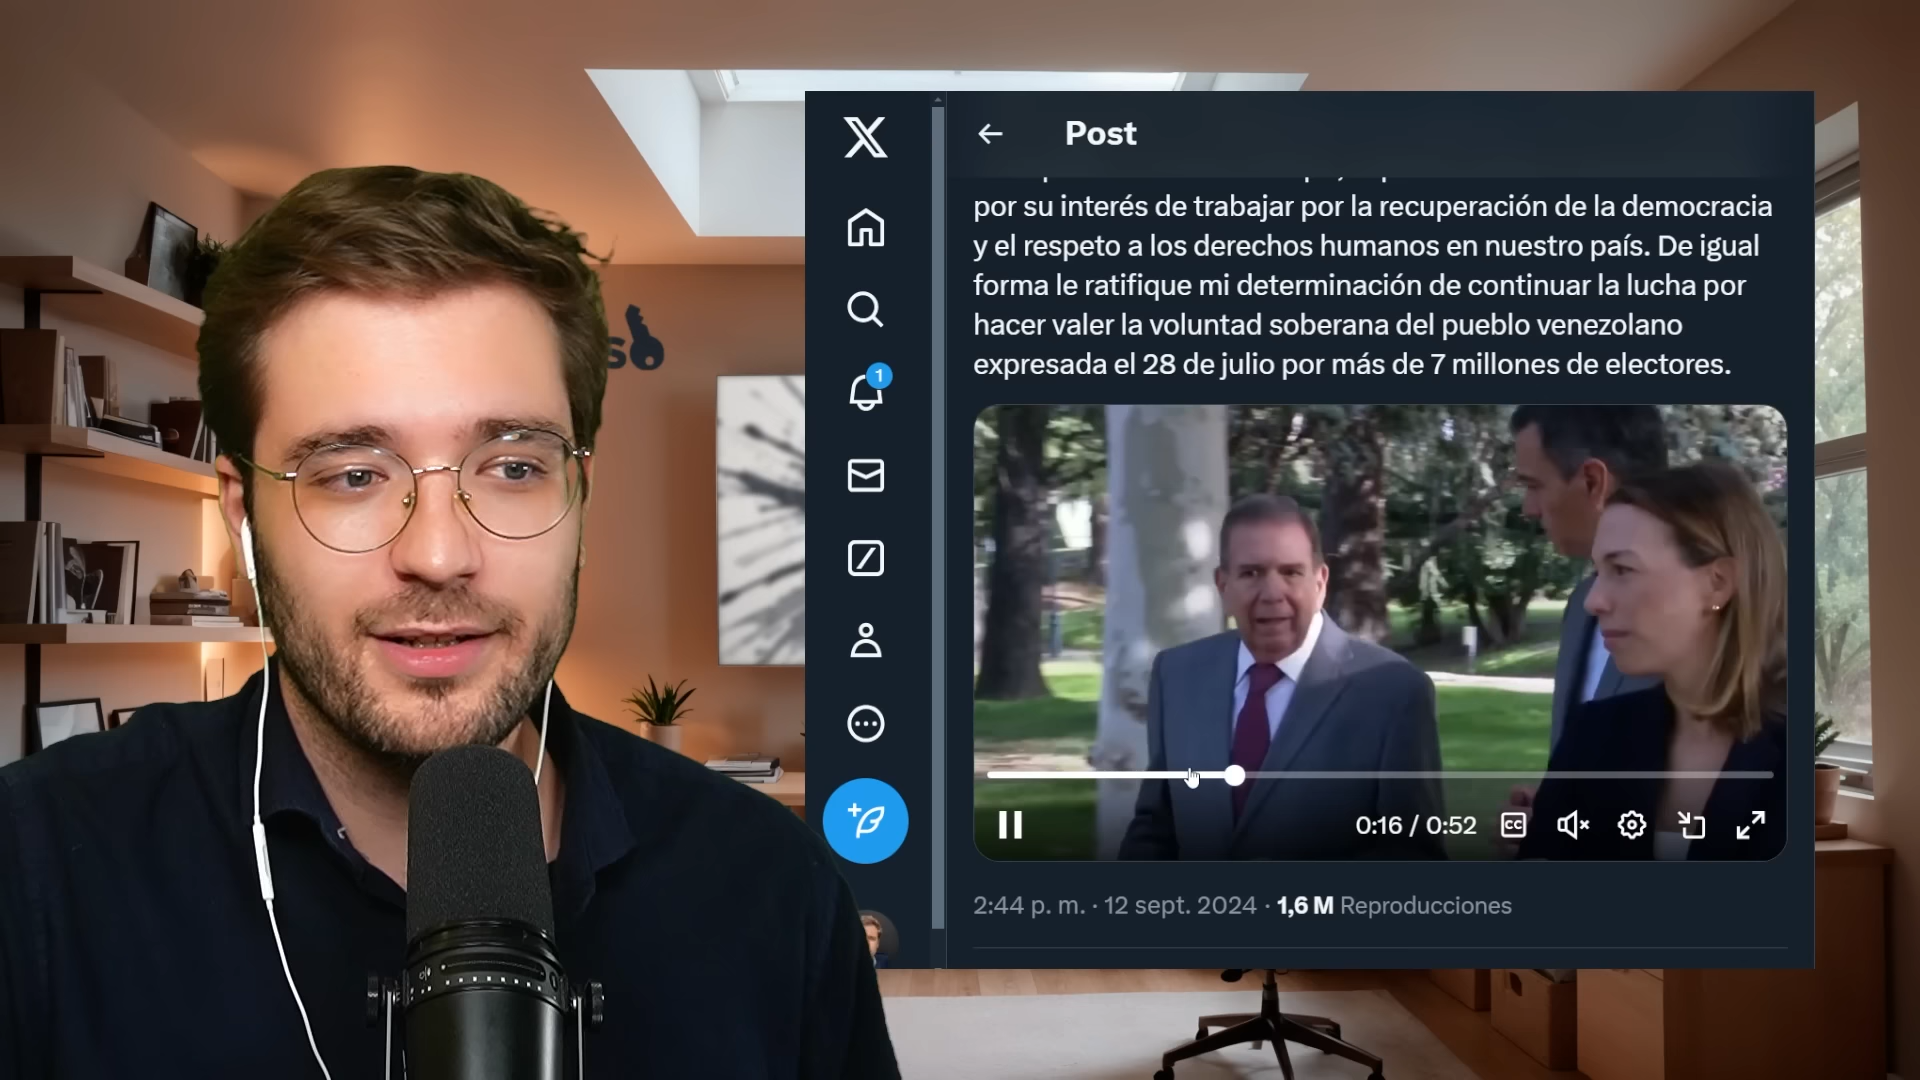 Post
por su interés de trabajar por la recuperación de la democracia
y el respeto a los derechos humanos en nuestro país. De igual
forma le ratifique mi determinación de continuar la lucha por
hacer valer la voluntad soberana del pueblo venezolano
expresada el 28 de julio por más de 7 millones de electores.
1
0:16 / 0:52
CC
2:44 p. m. · 12 sept. 2024 · 1,6 M Reproducciones